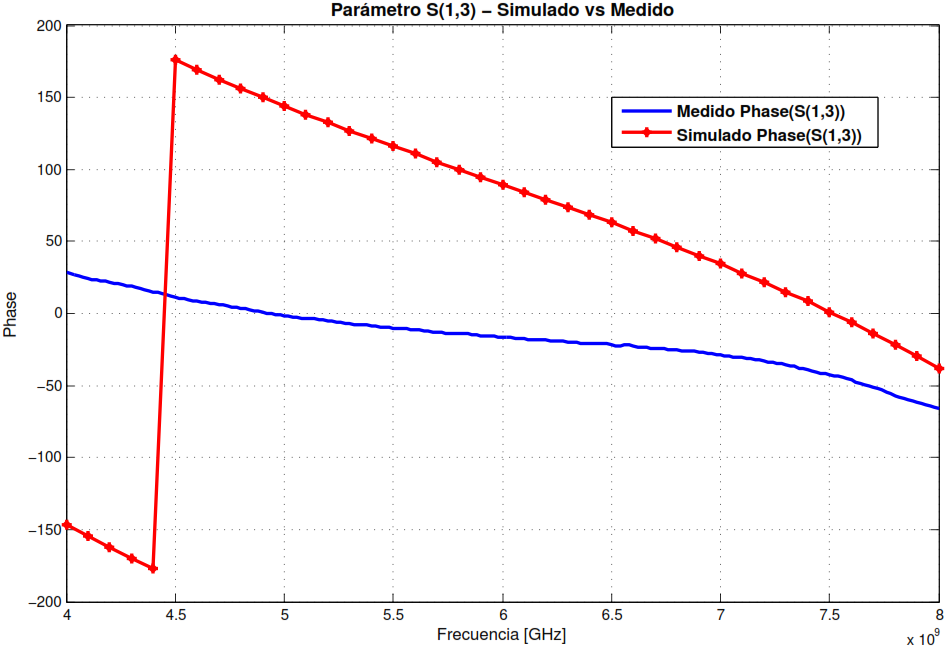 Parámetro S(1,3) − Simulado vs Medido
200
150
100
50
0
−50
−100
−150
−200
Phase
Medido Phase(S(1,3))
Simulado Phase(S(1,3))
4 4.5 5 5.5 6 6.5 7 7.5 8
Frecuencia [GHz]
x 10⁹